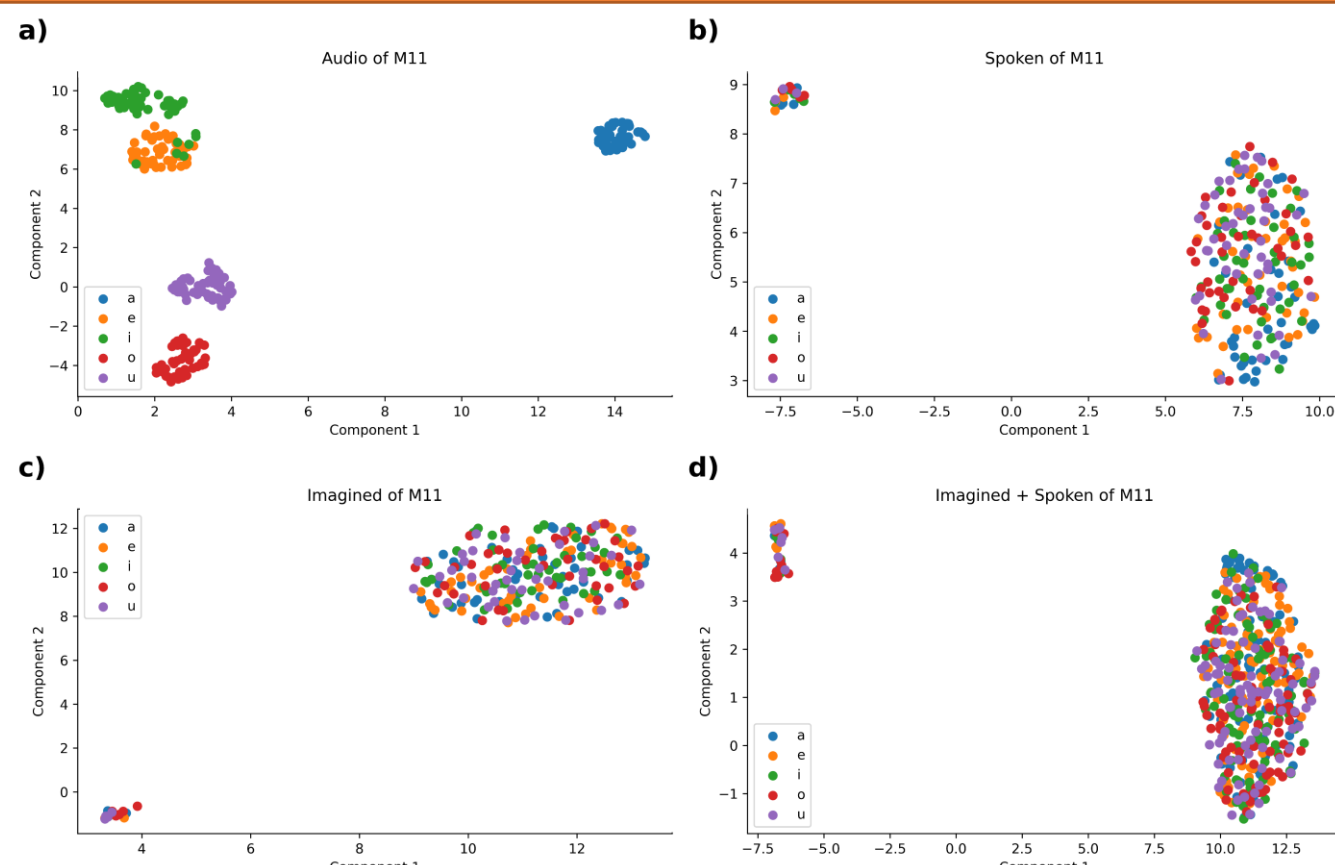 a)
Audio of M11
Component 2
10
8
6
4
2
0
−2
−4
a
e
i
o
u
0
2
4
6
8
10
12
14
Component 1
b)
Spoken of M11
Component 2
9
8
7
6
5
4
3
a
e
i
o
u
−7.5
−5.0
−2.5
0.0
2.5
5.0
7.5
10.0
Component 1
c)
Imagined of M11
Component 2
12
10
8
6
4
2
0
a
e
i
o
u
4
6
8
10
12
Component 1
d)
Imagined + Spoken of M11
Component 2
4
3
2
1
0
−1
a
e
i
o
u
−7.5
−5.0
−2.5
0.0
2.5
5.0
7.5
10.0
12.5
Component 1